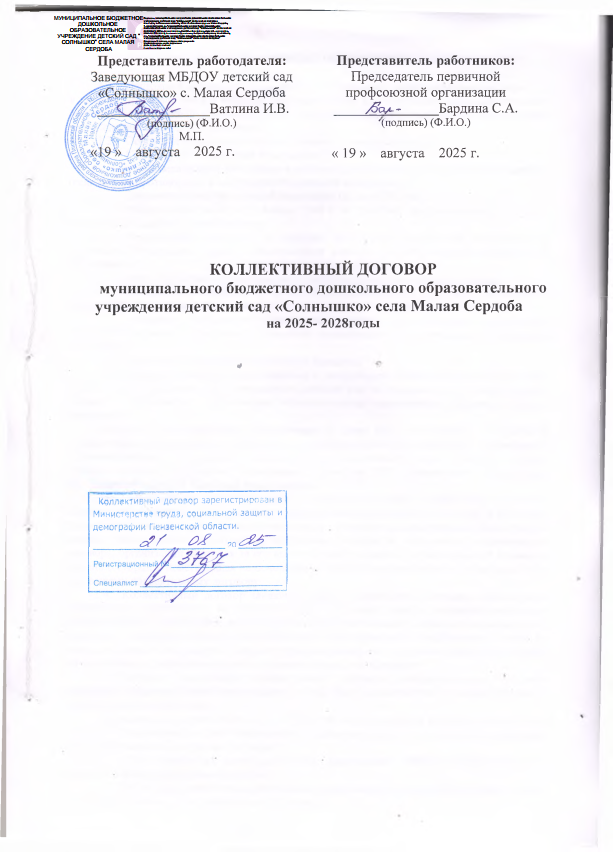 МУНИЦИПАЛЬНОЕ БЮДЖЕТНОЕ
ДОШКОЛЬНОЕ
ОБРАЗОВАТЕЛЬНОЕ
УЧРЕЖДЕНИЕ ДЕТСКИЙ САД "
СОЛНЫШКО" СЕЛА МАЛАЯ
СЕРДОБА
Представитель работодателя:
Заведующая МБДОУ детский сад
«Солнышко» с. Малая Сердоба
Ватлина И.В.
(подпись) (Ф.И.О.)
М.П.
«19 » августа 2025 г.
Представитель работников:
Председатель первичной
профсоюзной организации
Бардина С.А.
(подпись) (Ф.И.О.)
« 19 » августа 2025 г.
КОЛЛЕКТИВНЫЙ ДОГОВОР
муниципального бюджетного дошкольного образовательного
учреждения детский сад «Солнышко» села Малая Сердоба
на 2025- 2028годы
Коллективный договор зарегистрирован в
Министерстве труда, социальной защиты и
демографии Пензенской области.
21 08 20 25
Регистрационный № 3767
Специалист